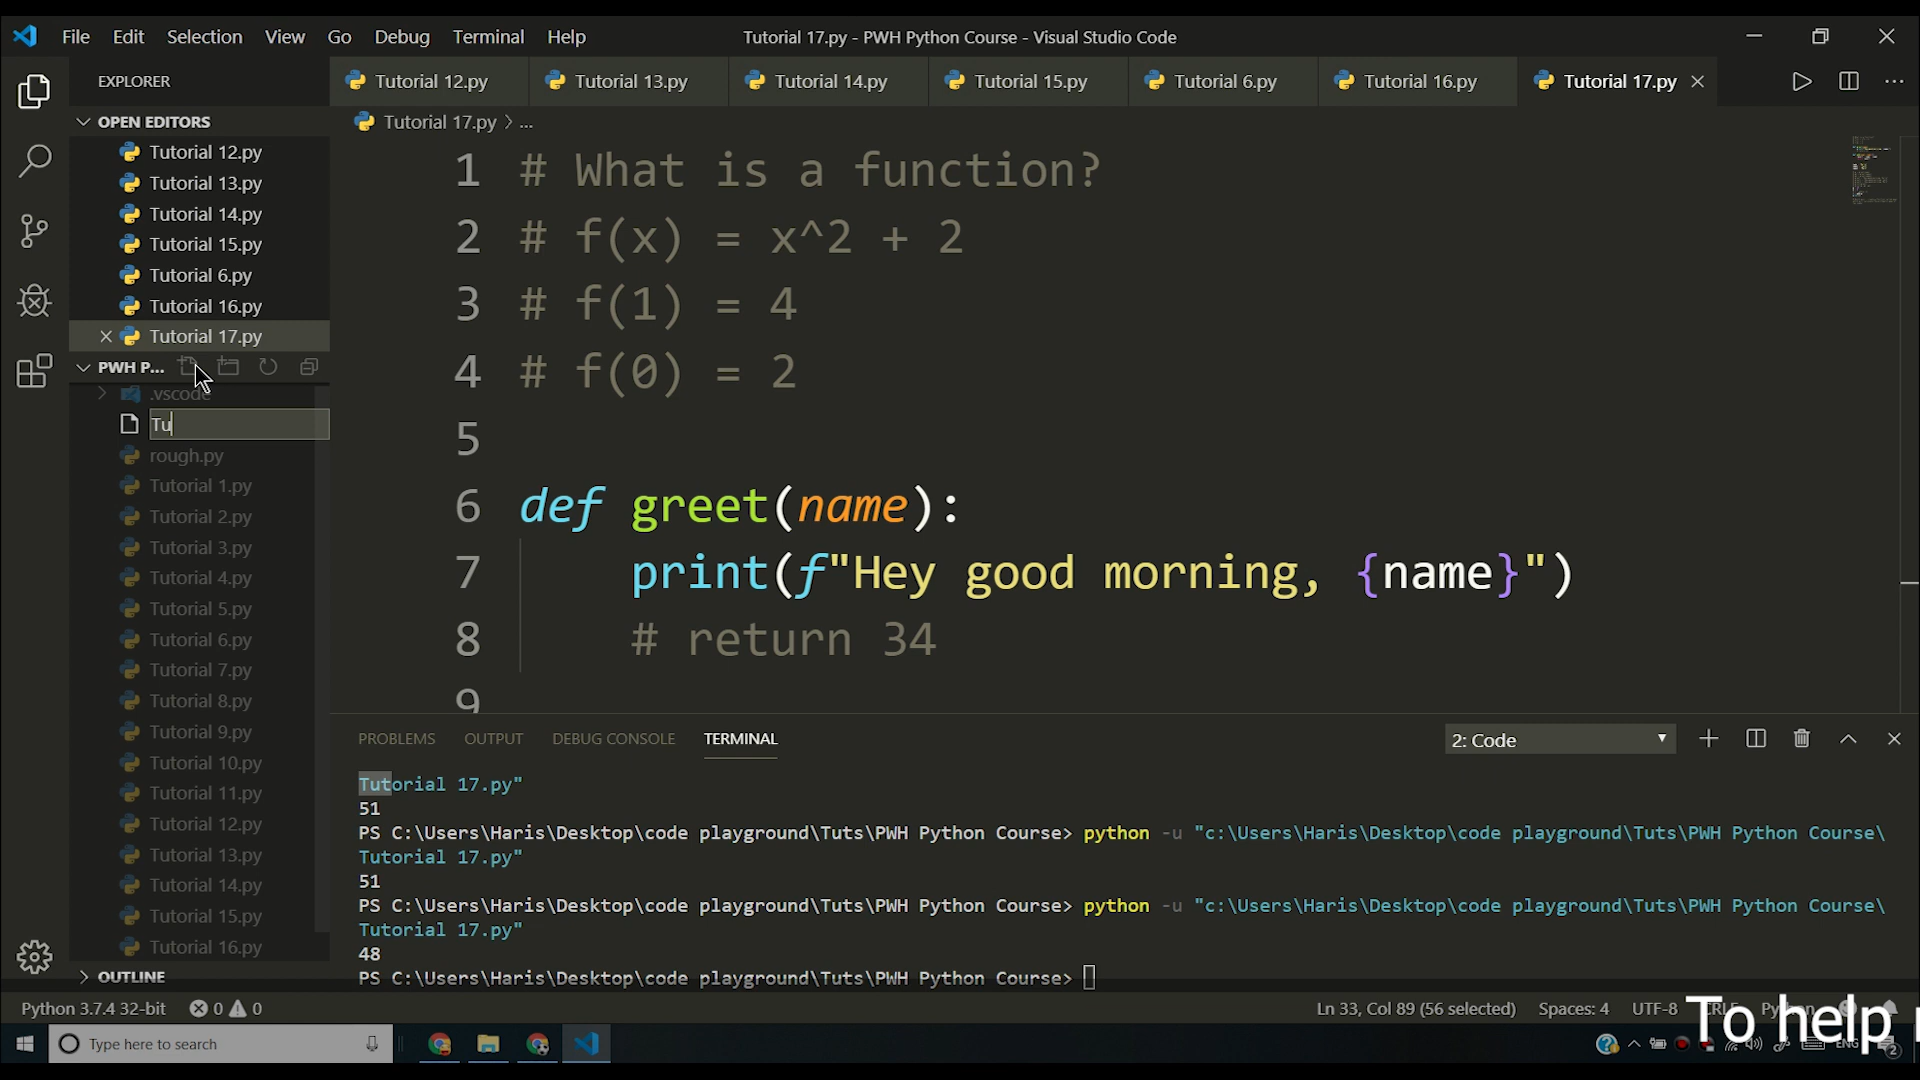 File Edit Selection View Go Debug Terminal Help
Tutorial 17.py - PWH Python Course - Visual Studio Code
EXPLORER
Tutorial 12.py Tutorial 13.py Tutorial 14.py Tutorial 15.py Tutorial 6.py Tutorial 16.py Tutorial 17.py
OPEN EDITORS
Tutorial 12.py
Tutorial 13.py
Tutorial 14.py
Tutorial 15.py
Tutorial 6.py
Tutorial 16.py
Tutorial 17.py
PWH P...
.vscode
Tu
rough.py
Tutorial 1.py
Tutorial 2.py
Tutorial 3.py
Tutorial 4.py
Tutorial 5.py
Tutorial 6.py
Tutorial 7.py
Tutorial 8.py
Tutorial 9.py
Tutorial 10.py
Tutorial 11.py
Tutorial 12.py
Tutorial 13.py
Tutorial 14.py
Tutorial 15.py
Tutorial 16.py
OUTLINE
Tutorial 17.py > ...
1 # What is a function?
2 # f(x) = x^2 + 2
3 # f(1) = 4
4 # f(0) = 2
5
6 def greet(name):
7 print(f"Hey good morning, {name}")
8 # return 34
9
PROBLEMS OUTPUT DEBUG CONSOLE TERMINAL
2: Code
Tutorial 17.py"
51
PS C:\Users\Haris\Desktop\code playground\Tuts\PWH Python Course> python -u "c:\Users\Haris\Desktop\code playground\Tuts\PWH Python Course\
Tutorial 17.py"
51
PS C:\Users\Haris\Desktop\code playground\Tuts\PWH Python Course> python -u "c:\Users\Haris\Desktop\code playground\Tuts\PWH Python Course\
Tutorial 17.py"
48
PS C:\Users\Haris\Desktop\code playground\Tuts\PWH Python Course>
Python 3.7.4 32-bit 0 0
Ln 33, Col 89 (56 selected) Spaces: 4 UTF-8 CRLF Python
To help
Type here to search
ENG
2